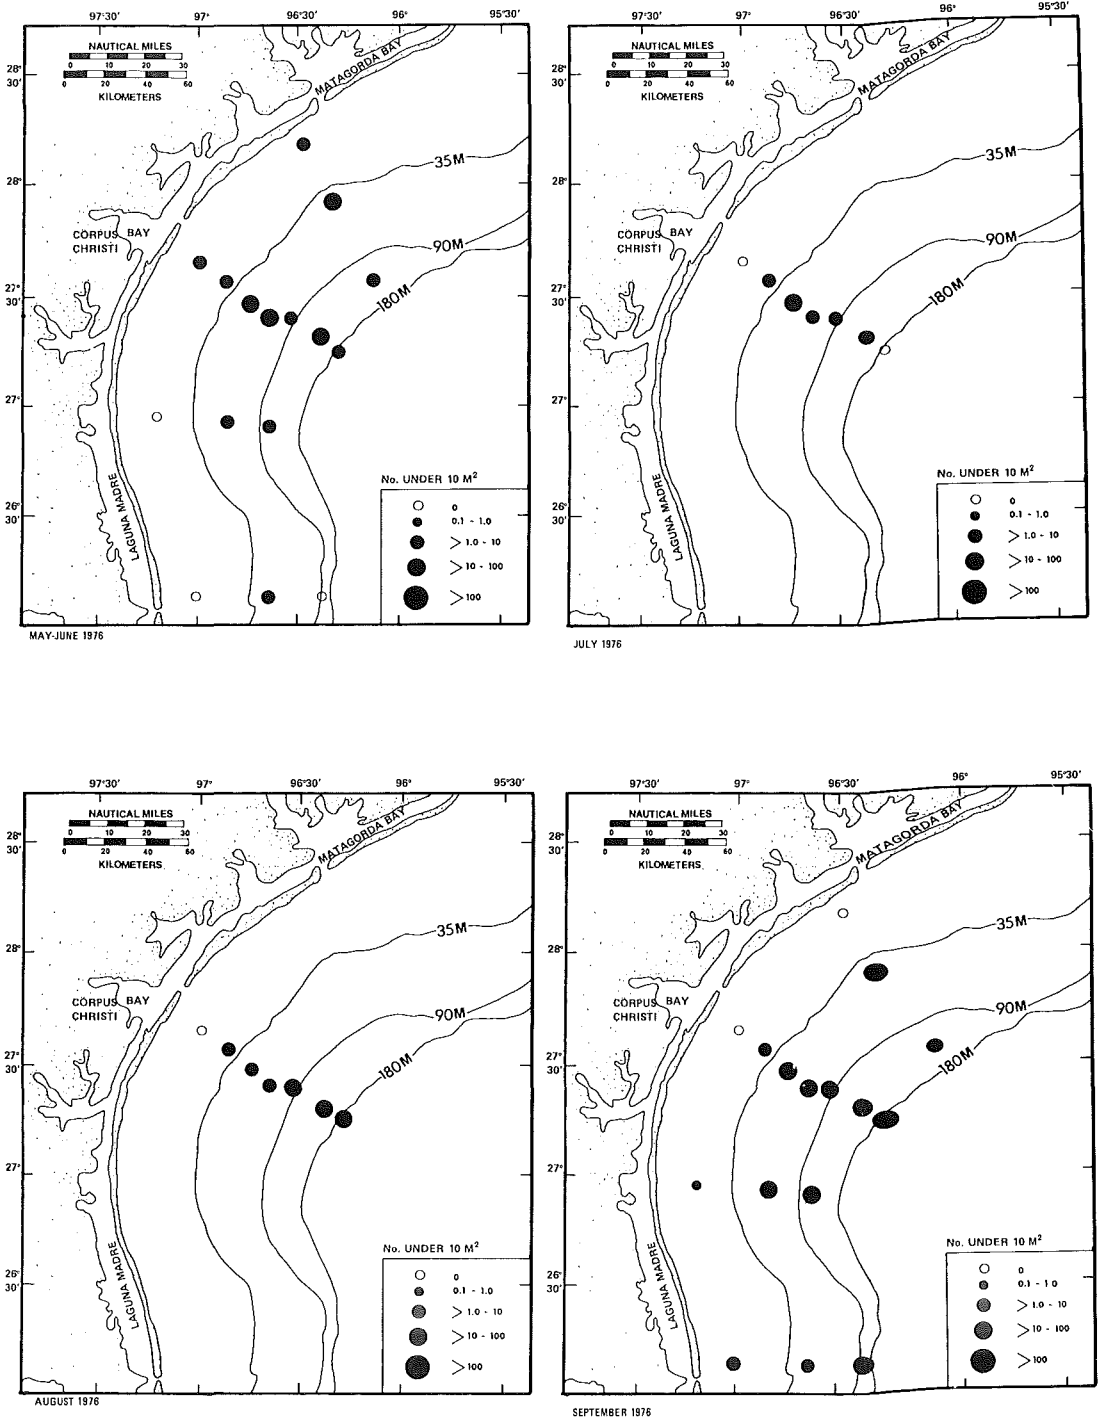 97°30' 97° 96°30' 96° 95°30'
NAUTICAL MILES
0 10 20 30
0 20 40 60
KILOMETERS
MATAGORDA BAY
28°
30'
35M
28°
CORPUS BAY
CHRISTI
90M
27°
30'
180M
27°
LAGUNA MADRE
26°
30'
No. UNDER 10 M²
0
0.1 - 1.0
> 1.0 - 10
> 10 - 100
> 100
MAY-JUNE 1976
97°30' 97° 96°30' 96° 95°30'
NAUTICAL MILES
0 10 20 30
0 20 40 60
KILOMETERS
MATAGORDA BAY
28°
30'
35M
28°
CORPUS BAY
CHRISTI
90M
27°
30'
180M
27°
LAGUNA MADRE
26°
30'
No. UNDER 10 M²
0
0.1 - 1.0
> 1.0 - 10
> 10 - 100
> 100
JULY 1976
97°30' 97° 96°30' 96° 95°30'
NAUTICAL MILES
0 10 20 30
0 20 40 60
KILOMETERS
MATAGORDA BAY
28°
30'
35M
28°
CORPUS BAY
CHRISTI
90M
27°
30'
180M
27°
LAGUNA MADRE
26°
30'
No. UNDER 10 M²
0
0.1 - 1.0
> 1.0 - 10
> 10 - 100
> 100
AUGUST 1976
97°30' 97° 96°30' 96° 95°30'
NAUTICAL MILES
0 10 20 30
0 20 40 60
KILOMETERS
MATAGORDA BAY
28°
30'
35M
28°
CORPUS BAY
CHRISTI
90M
27°
30'
180M
27°
LAGUNA MADRE
26°
30'
No. UNDER 10 M²
0
0.1 - 1.0
> 1.0 - 10
> 10 - 100
> 100
SEPTEMBER 1976